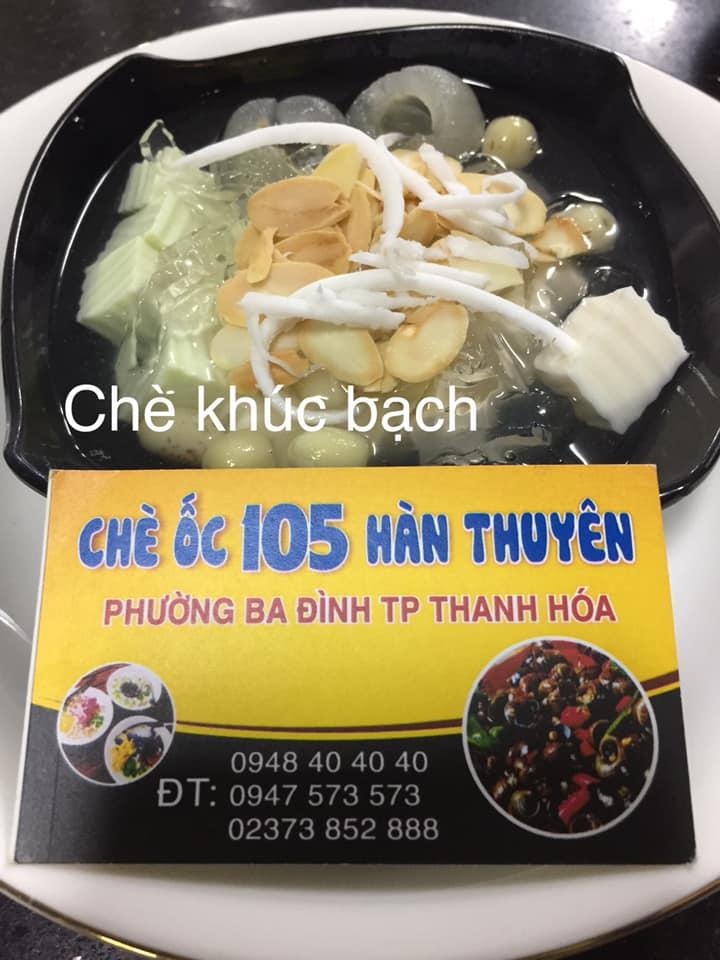 Chè khúc bạch
CHÈ ỐC 105 HÀN THUYÊN
PHƯỜNG BA ĐÌNH TP THANH HÓA
0948 40 40 40
ĐT: 0947 573 573
02373 852 888